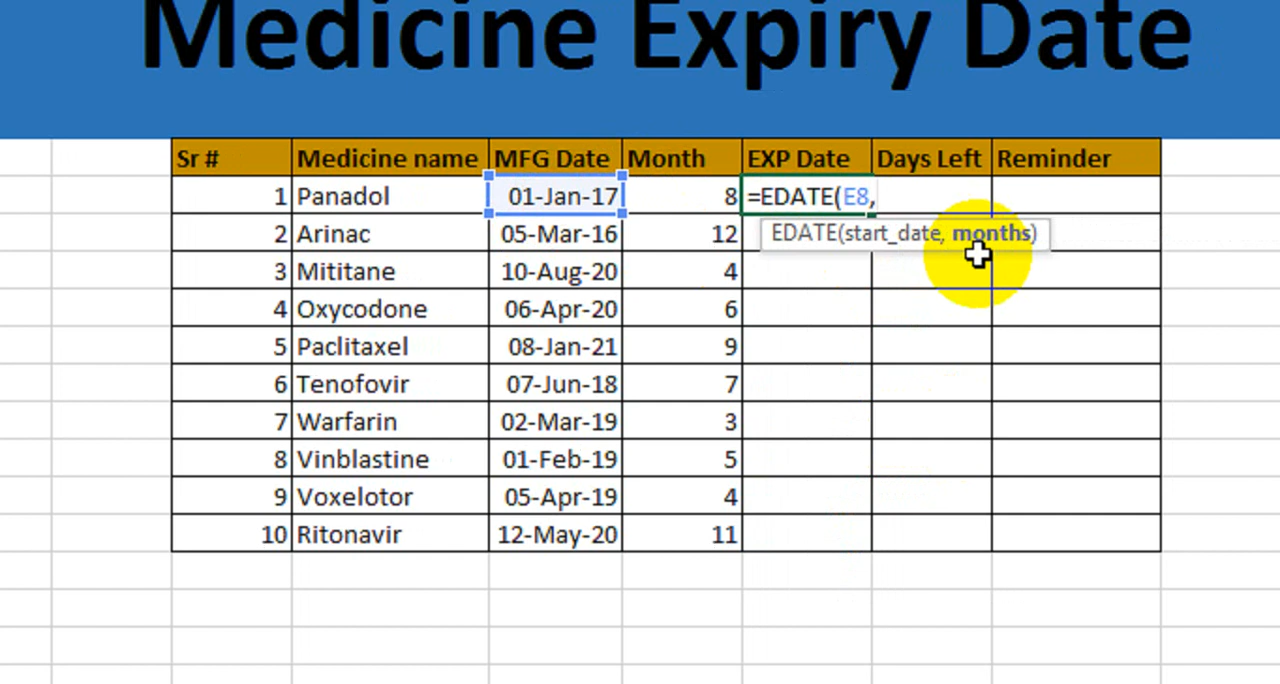 Medicine Expiry Date
Sr # Medicine name MFG Date Month EXP Date Days Left Reminder
1 Panadol 01-Jan-17 8 =EDATE(E8,
EDATE(start_date, months)
2 Arinac 05-Mar-16 12
3 Mititane 10-Aug-20 4
4 Oxycodone 06-Apr-20 6
5 Paclitaxel 08-Jan-21 9
6 Tenofovir 07-Jun-18 7
7 Warfarin 02-Mar-19 3
8 Vinblastine 01-Feb-19 5
9 Voxelotor 05-Apr-19 4
10 Ritonavir 12-May-20 11